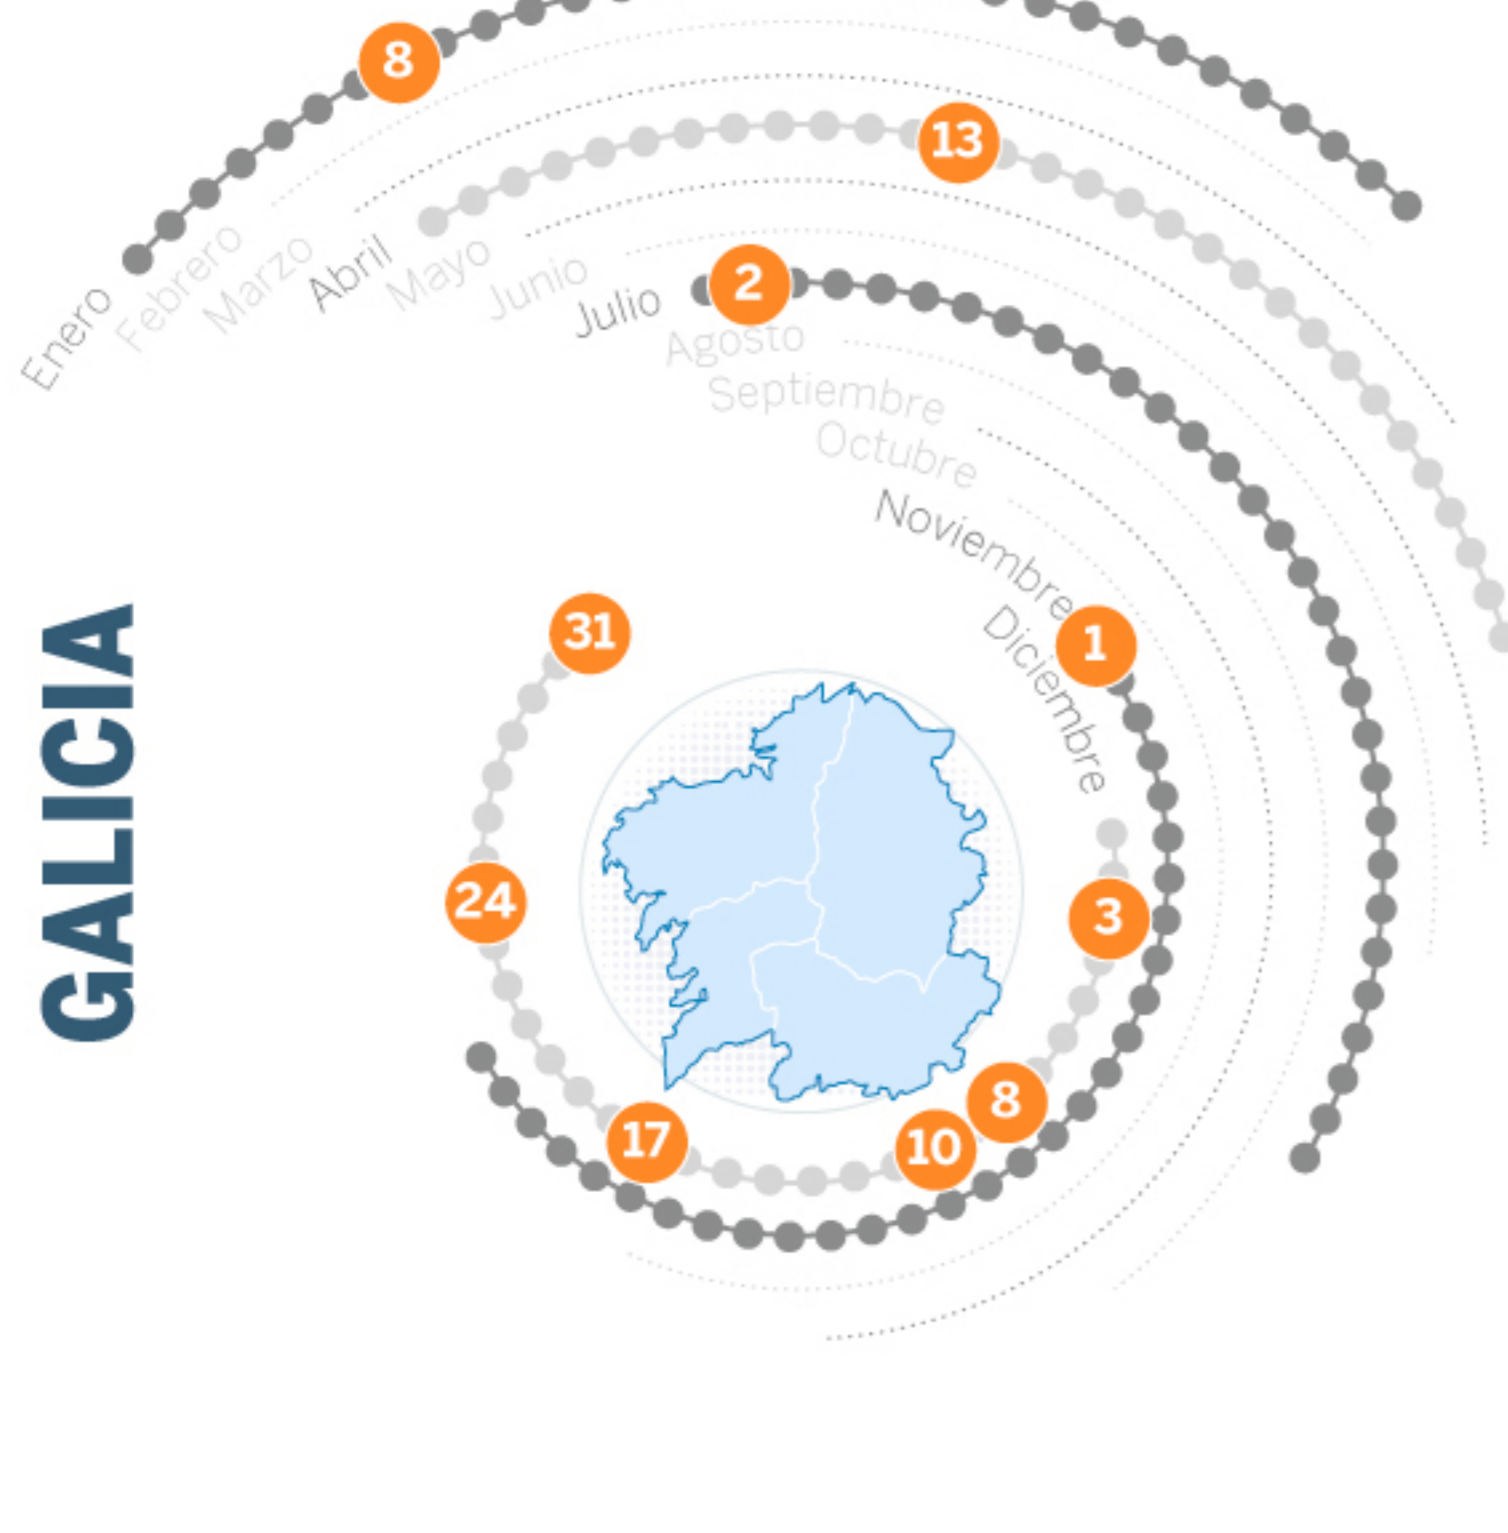 8
13
Enero
Febrero
Marzo
Abril
Mayo
Junio
Julio
2
Agosto
Septiembre
Octubre
Noviembre
1
Diciembre
GALICIA
31
24
3
8
10
17